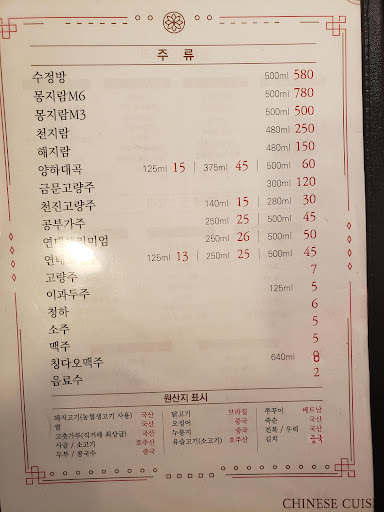 주 류
수정방 500ml 580
몽지람M6 500ml 780
몽지람M3 500ml 500
천지람 480ml 250
해지람 480ml 150
양하대곡 125ml 15 | 375ml 45 | 500ml 60
금문고량주 300ml 120
천진고량주 140ml 15 | 280ml 30
공부가주 250ml 25 | 500ml 45
250ml 26 | 500ml 50
125ml 13 | 250ml 25 | 500ml 45
고량주 7
이과두주 125ml 5
청하 6
소주 5
맥주 5
칭다오맥주 640ml 8
음료수 2
원산지 표시
돼지고기(농협생고기 사용) 국산
쌀 국산
고춧가루(직거래 최상급) 국산
사골 / 소고기 호주산
두부 / 콩국수 중국
닭고기 브라질
오징어 중국
누룽지 중국
유슬고기(소고기) 호주산
쭈꾸미 베트남
죽순 국산
전복 / 우럭 국산
김치 중국
CHINESE CUIS